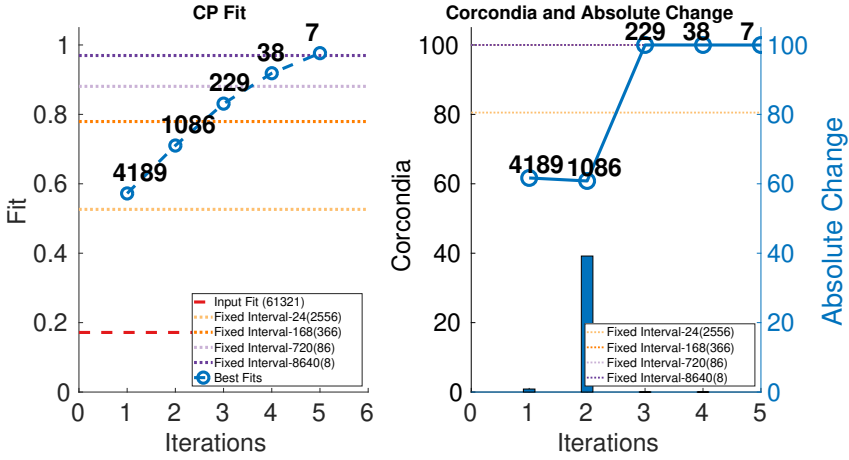 CP Fit
1
0.8
0.6
0.4
0.2
0
Fit
0
1
2
3
4
5
6
Iterations
4189
1086
229
38
7
Input Fit (61321)
Fixed Interval-24(2556)
Fixed Interval-168(366)
Fixed Interval-720(86)
Fixed Interval-8640(8)
Best Fits
Corcondia and Absolute Change
100
80
60
40
20
0
Corcondia
0
1
2
3
4
5
Iterations
4189
1086
229
38
7
Fixed Interval-24(2556)
Fixed Interval-168(366)
Fixed Interval-720(86)
Fixed Interval-8640(8)
100
80
60
40
20
0
Absolute Change